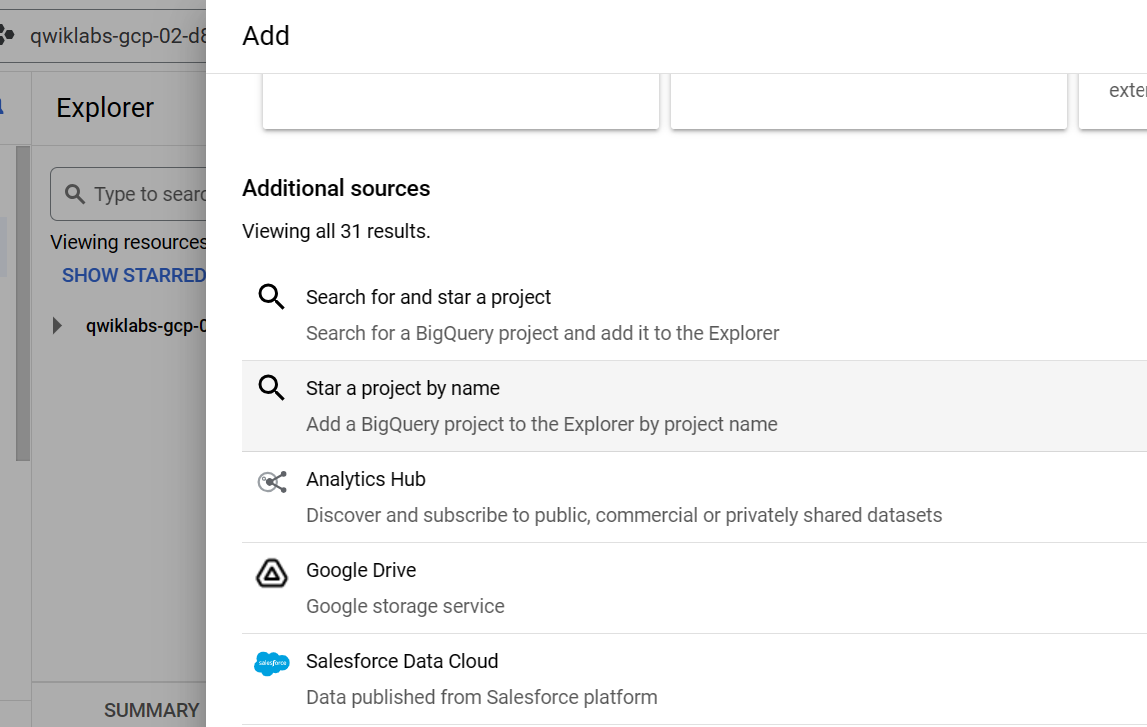 qwiklabs-gcp-02-d8
Add
Explorer
exte
Type to searc
Additional sources
Viewing all 31 results.
Viewing resources
SHOW STARRED
Search for and star a project
Search for a BigQuery project and add it to the Explorer
qwiklabs-gcp-0
Star a project by name
Add a BigQuery project to the Explorer by project name
Analytics Hub
Discover and subscribe to public, commercial or privately shared datasets
Google Drive
Google storage service
salesforce
Salesforce Data Cloud
Data published from Salesforce platform
SUMMARY